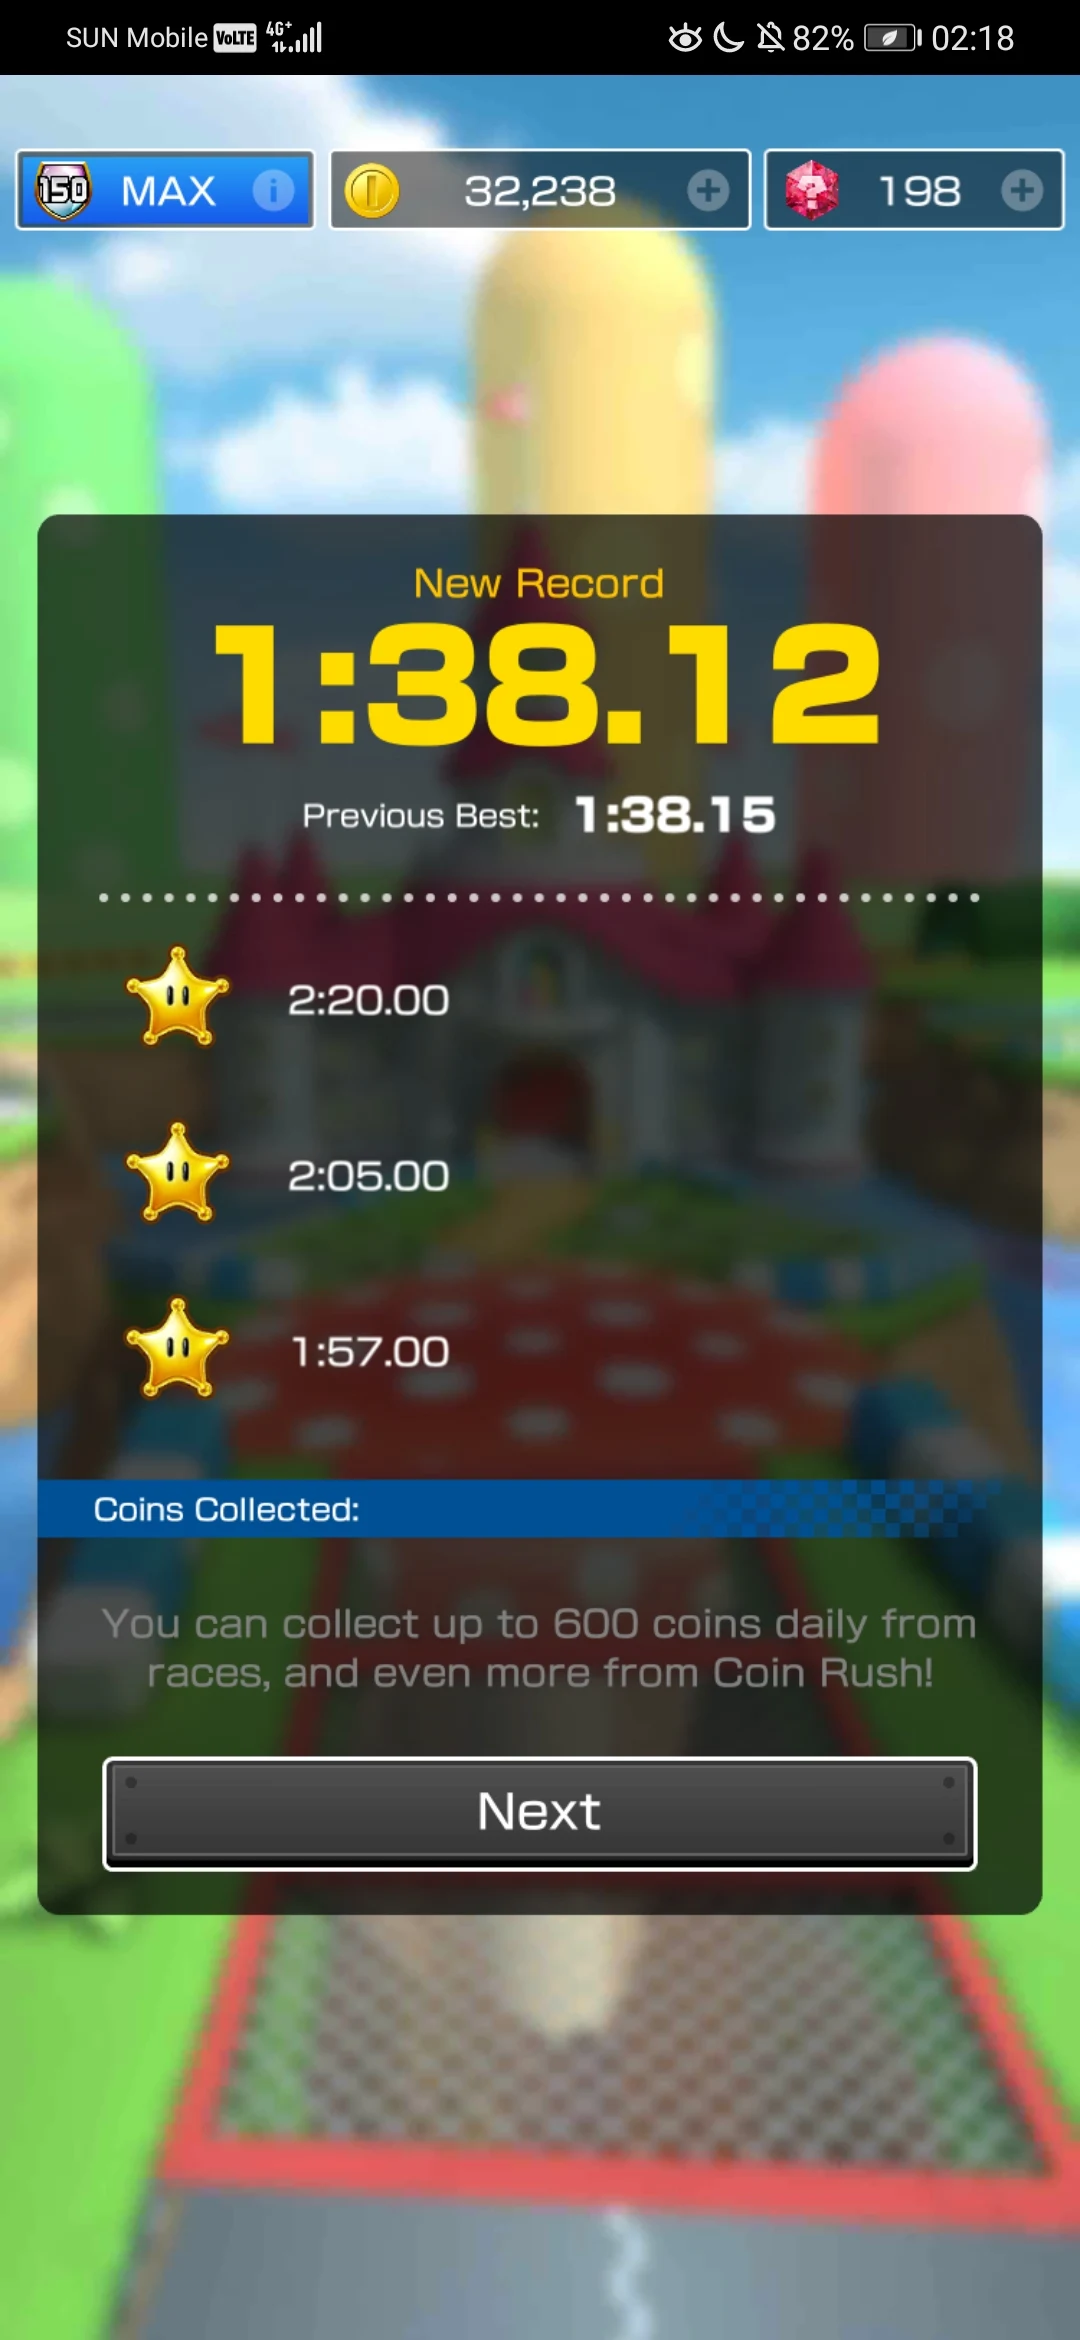 SUN Mobile VoLTE 4G+ 82% 02:18
150 MAX i 32,238 + 198 +
New Record
1:38.12
Previous Best: 1:38.15
2:20.00
2:05.00
1:57.00
Coins Collected:
You can collect up to 600 coins daily from
races, and even more from Coin Rush!
Next